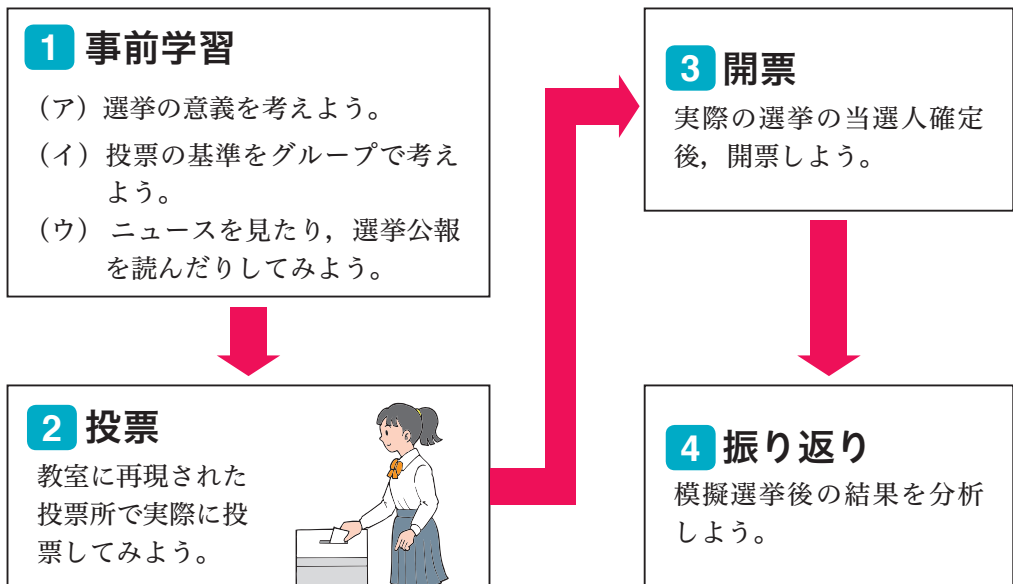 1 事前学習
（ア）選挙の意義を考えよう。
（イ）投票の基準をグループで考え
よう。
（ウ）ニュースを見たり，選挙公報
を読んだりしてみよう。
2 投票
教室に再現された
投票所で実際に投
票してみよう。
3 開票
実際の選挙の当選人確定
後，開票しよう。
4 振り返り
模擬選挙後の結果を分析
しよう。